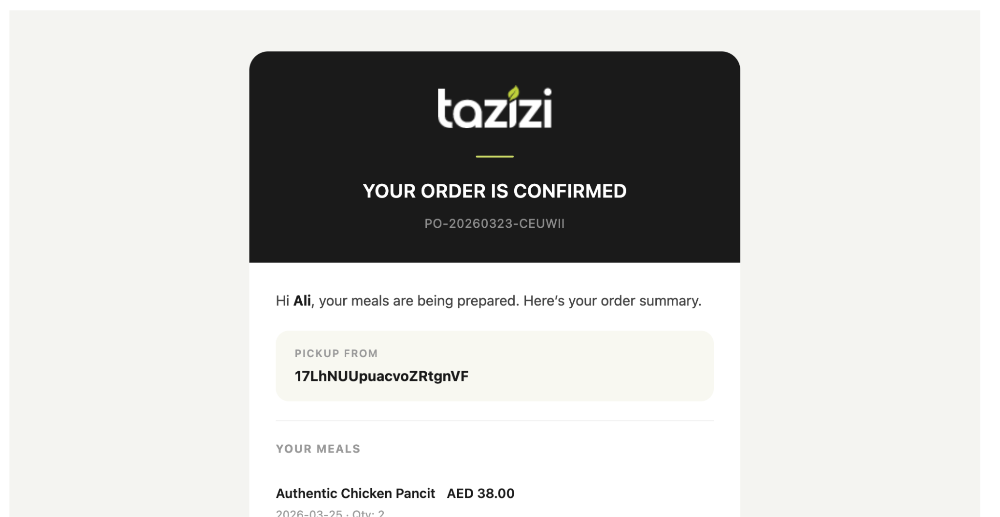 tazizi
YOUR ORDER IS CONFIRMED
PO-20260323-CEUWII
Hi Ali, your meals are being prepared. Here’s your order summary.
PICKUP FROM
17LhNUUpuacvoZRtgnVF
YOUR MEALS
Authentic Chicken Pancit AED 38.00
2026-03-25 · Qty: 2